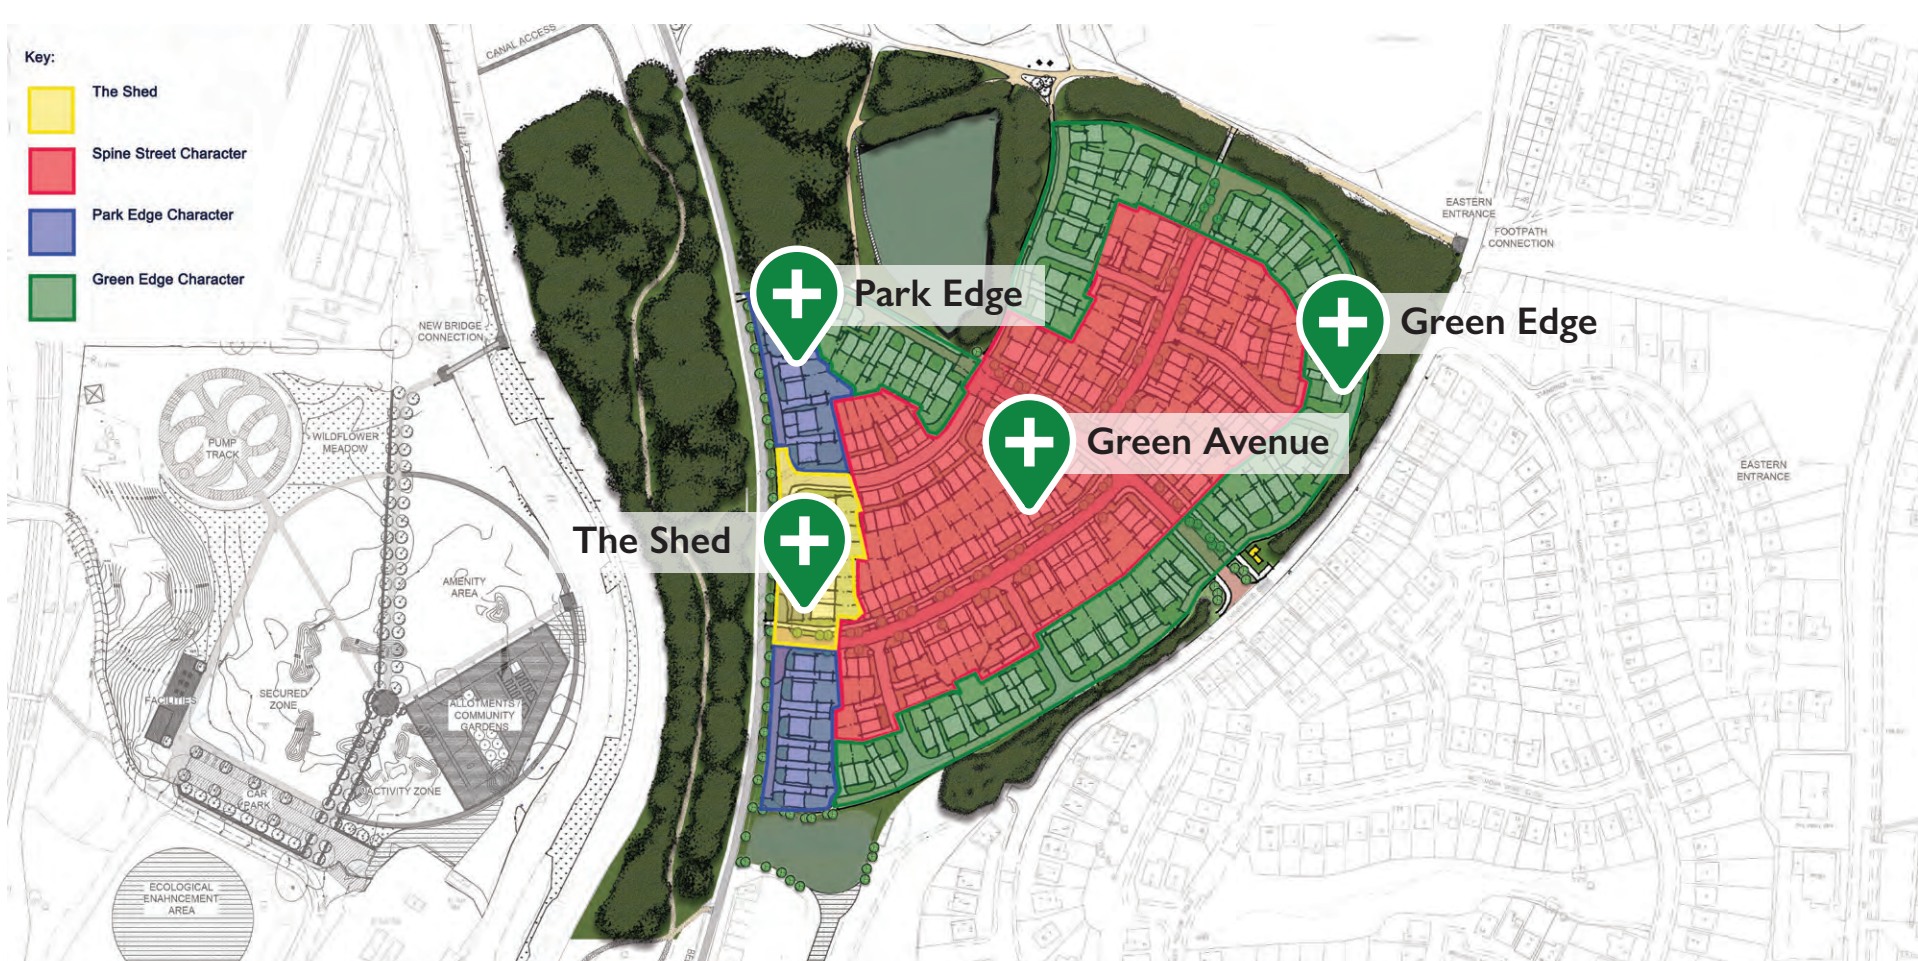 Key:
The Shed
Spine Street Character
Park Edge Character
Green Edge Character
CANAL ACCESS
EASTERN
ENTRANCE
FOOTPATH
CONNECTION
NEW BRIDGE
CONNECTION
Park Edge
Green Edge
Green Avenue
The Shed
PUMP
TRACK
WILDFLOWER
MEADOW
EASTERN
ENTRANCE
AMENITY
AREA
FACILITIES
SECURED
ZONE
ALLOTMENTS /
COMMUNITY
GARDENS
CAR
PARK
ACTIVITY ZONE
ECOLOGICAL
ENAHNCEMENT
AREA